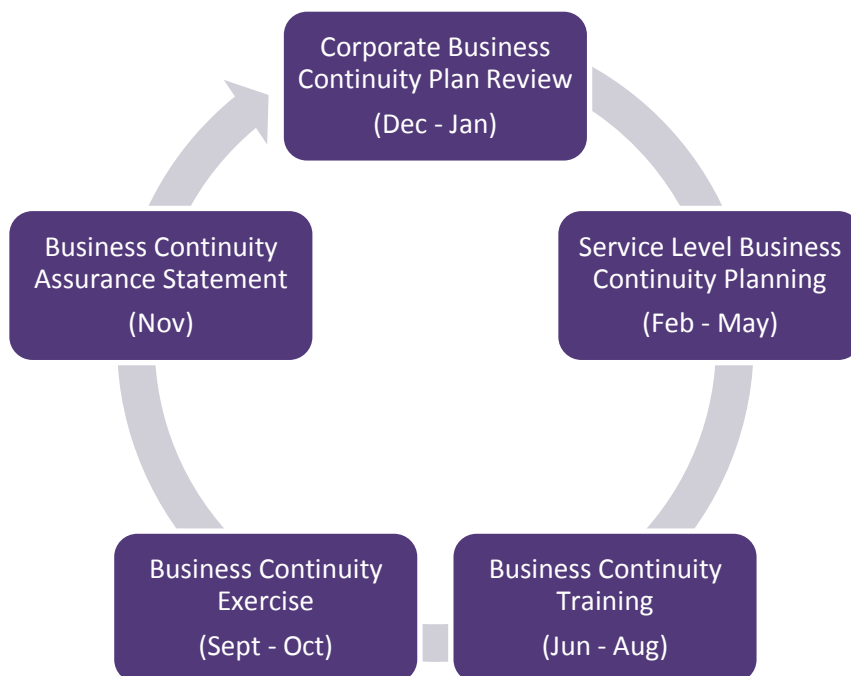 Corporate Business
Continuity Plan Review
(Dec - Jan)
Service Level Business
Continuity Planning
(Feb - May)
Business Continuity
Training
(Jun - Aug)
Business Continuity
Exercise
(Sept - Oct)
Business Continuity
Assurance Statement
(Nov)